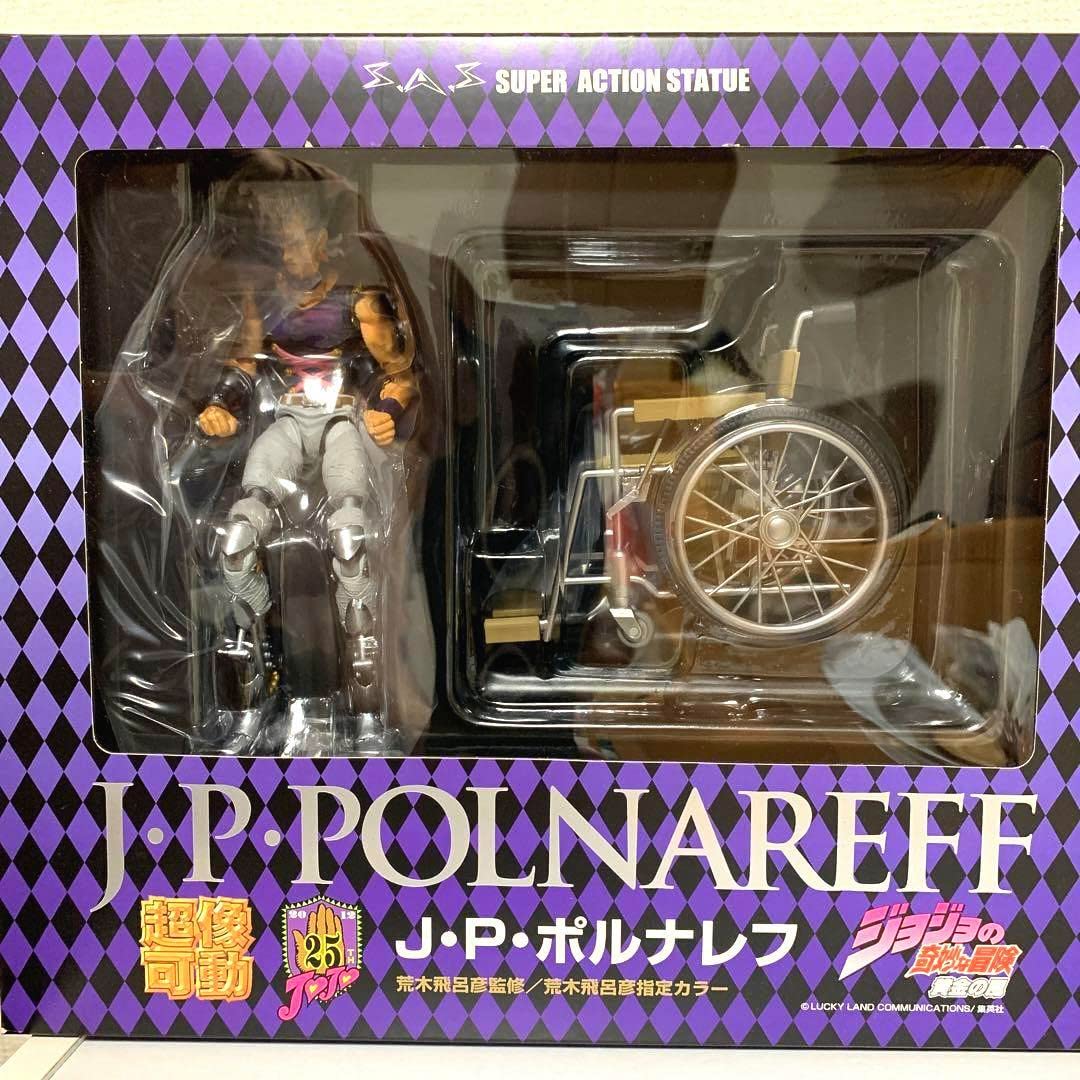 S.A.S SUPER ACTION STATUE
J・P・POLNAREFF
超像
可動
2012
25
TH
JOJO
J・P・ポルナレフ
荒木飛呂彦監修/荒木飛呂彦指定カラー
ジョジョの
奇妙な冒険
黄金の風
©LUCKY LAND COMMUNICATIONS/集英社